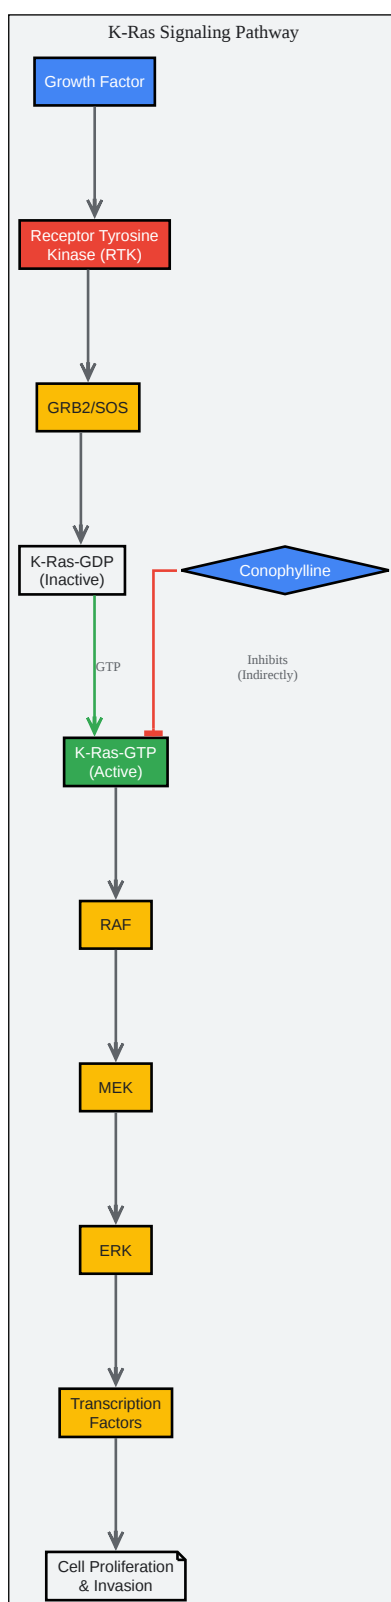 K-Ras Signaling Pathway
Growth Factor
Receptor Tyrosine
Kinase (RTK)
GRB2/SOS
K-Ras-GDP
(Inactive)
Conophylline
GTP
Inhibits
(Indirectly)
K-Ras-GTP
(Active)
RAF
MEK
ERK
Transcription
Factors
Cell Proliferation
& Invasion